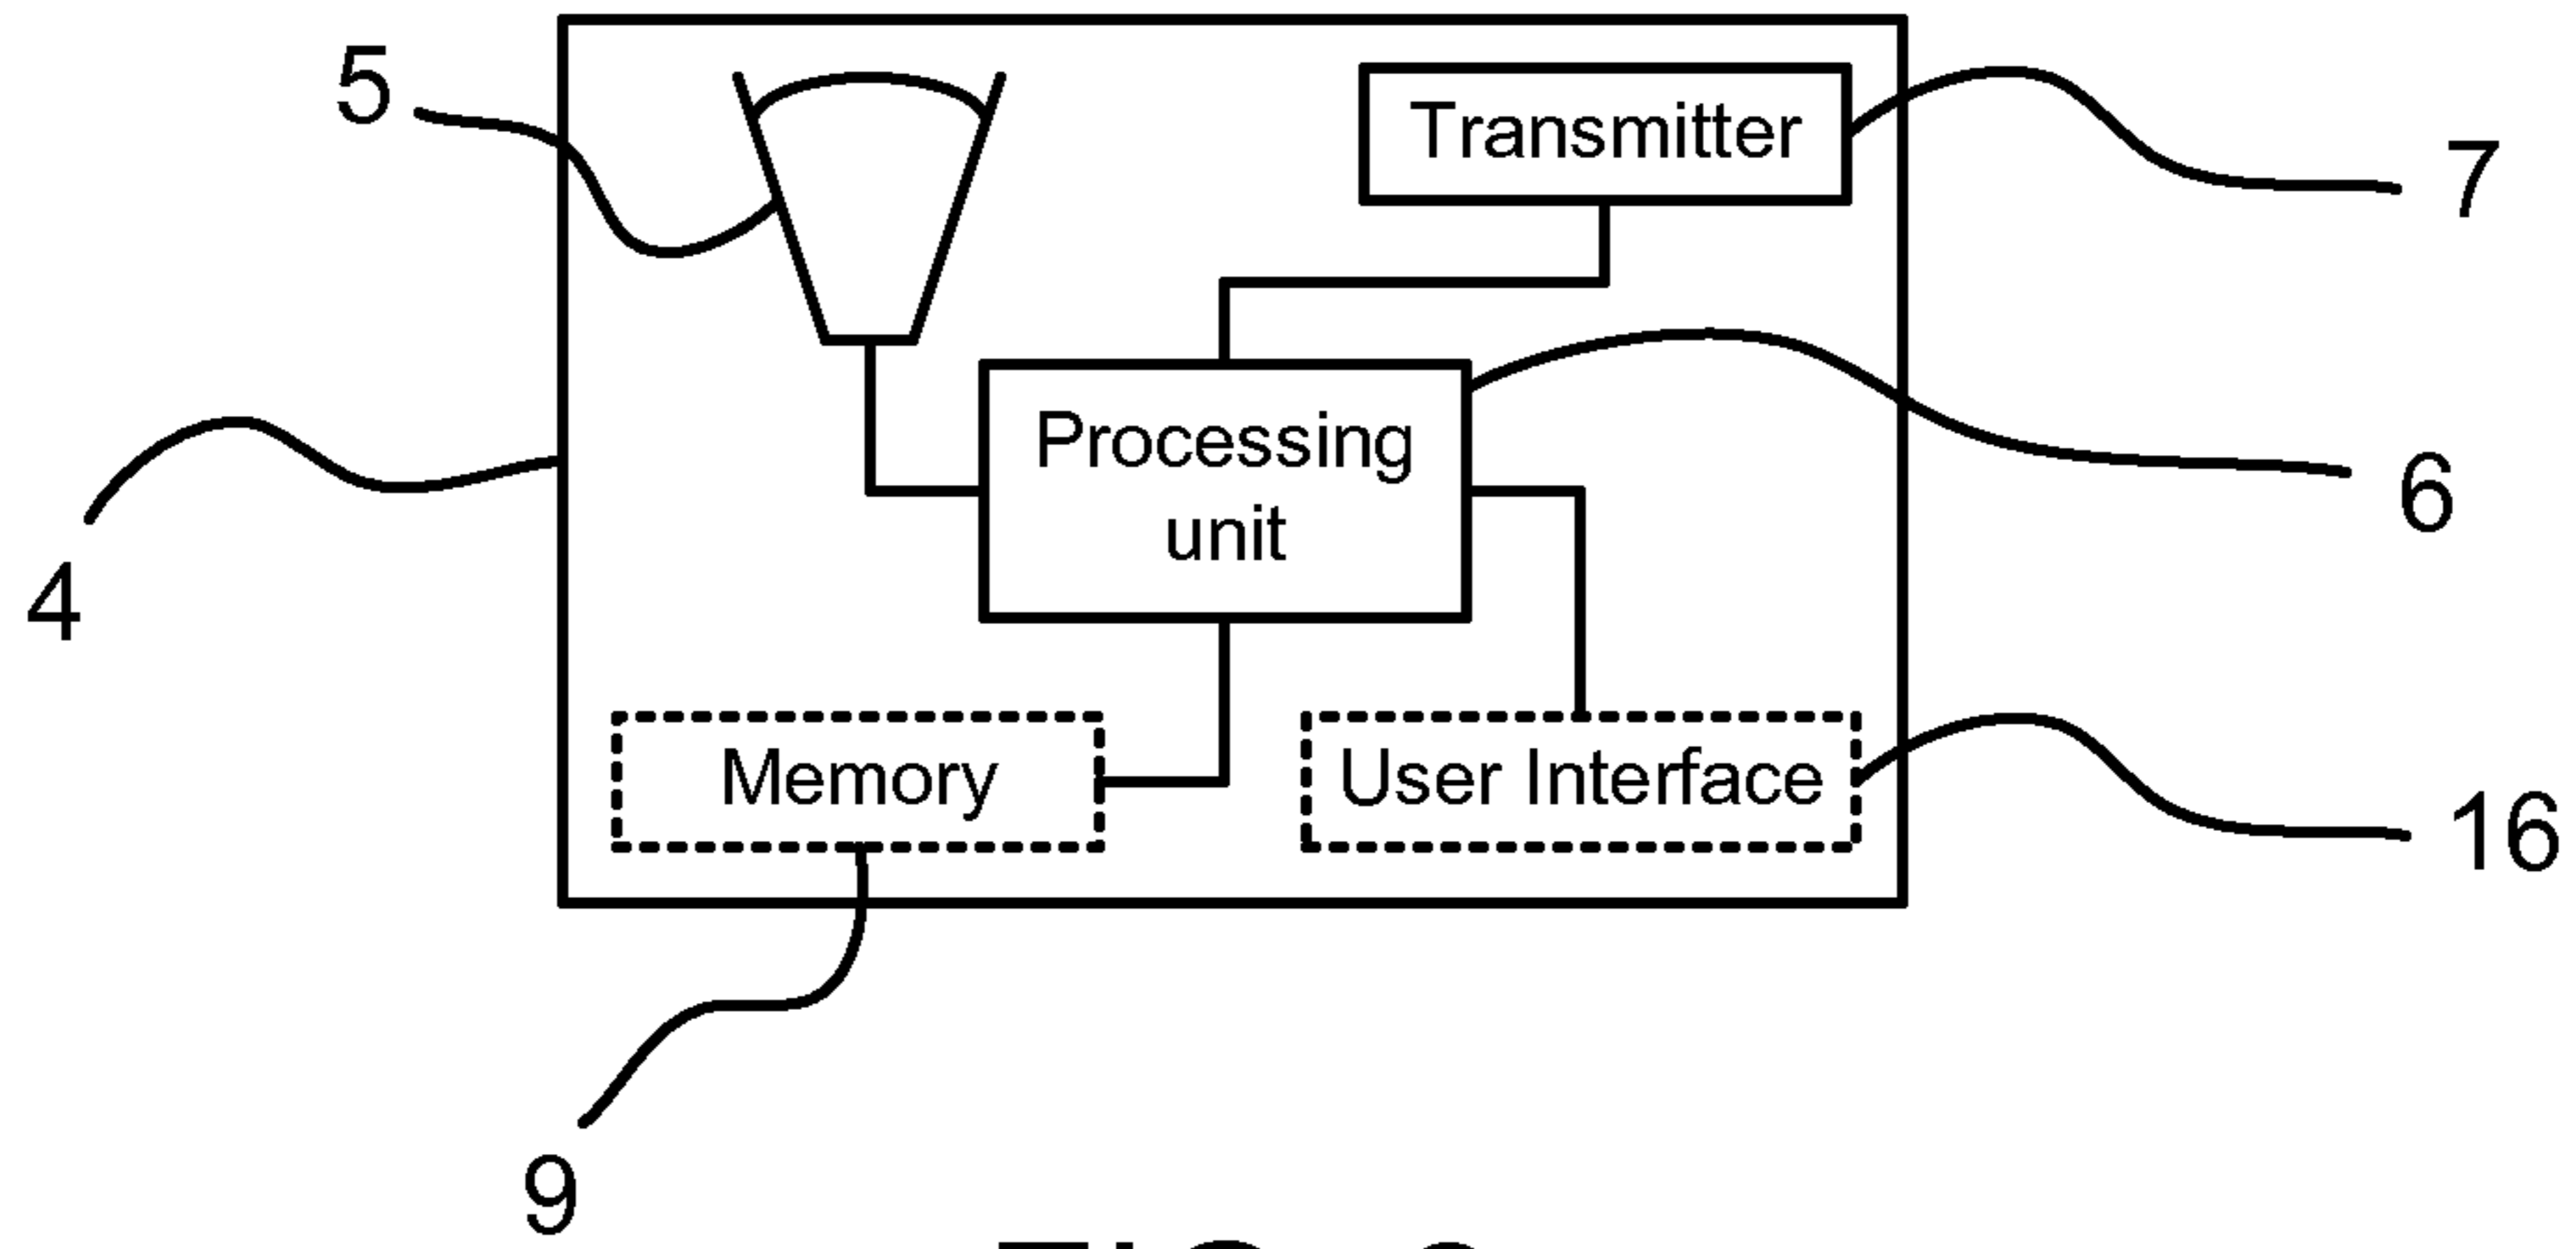 5
Transmitter
7
Processing
unit
6
4
Memory
User Interface
16
9